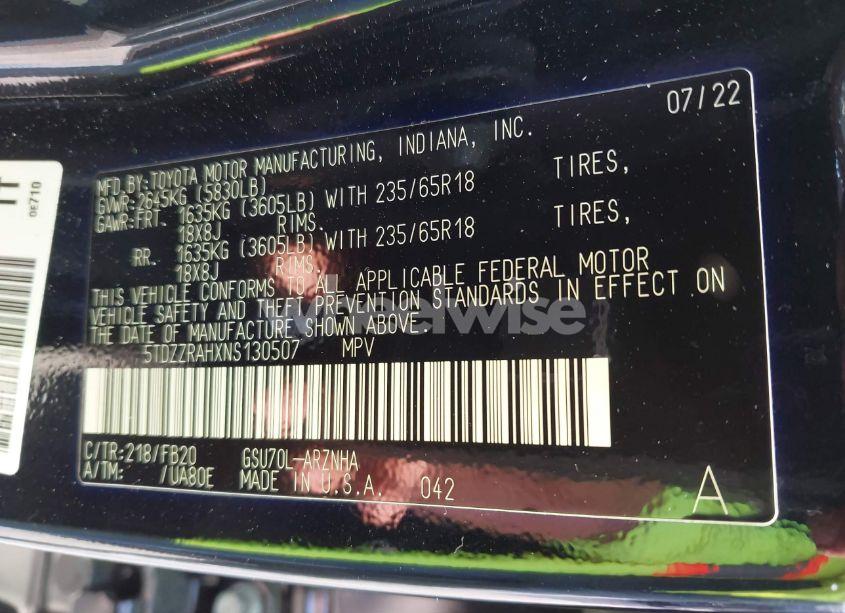 07/22
MFD.BY:TOYOTA MOTOR MANUFACTURING, INDIANA, INC.
GVWR:2645KG (5830LB)
GAWR-FRT. 1635KG (3605LB) WITH 235/65R18 TIRES,
18X8J RIMS.
RR. 1635KG (3605LB) WITH 235/65R18 TIRES,
18X8J RIMS.
THIS VEHICLE CONFORMS TO ALL APPLICABLE FEDERAL MOTOR
VEHICLE SAFETY AND THEFT PREVENTION STANDARDS IN EFFECT ON
THE DATE OF MANUFACTURE SHOWN ABOVE.
5TDZZRAHXNS130507 MPV
C/TR:218/FB20 GSU70L-ARZNHA
A/TM: /UA80E MADE IN U.S.A. 042
A
0E710
wheelwise